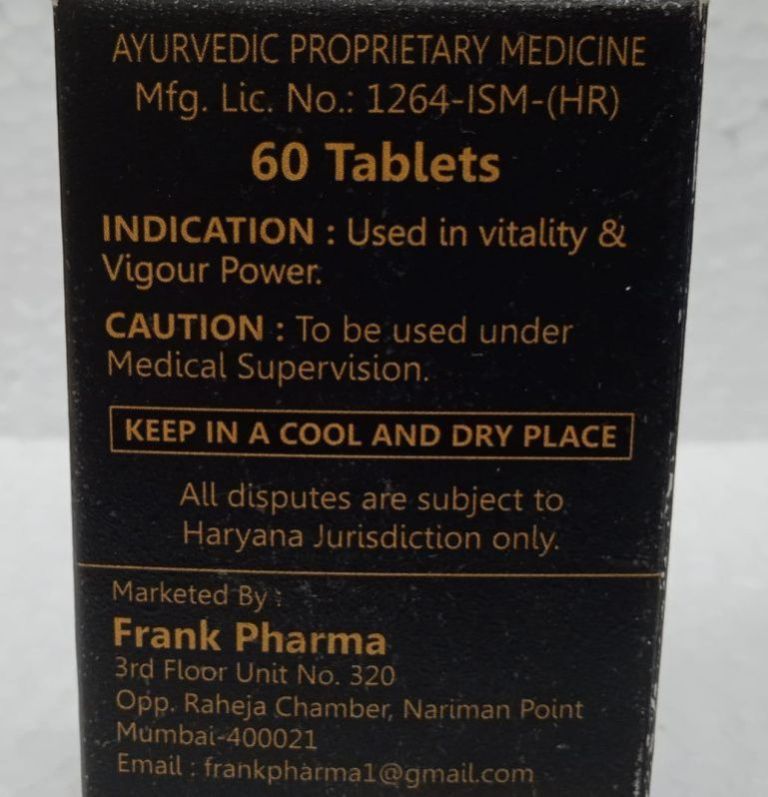 AYURVEDIC PROPRIETARY MEDICINE
Mfg. Lic. No.: 1264-ISM-(HR)
60 Tablets
INDICATION : Used in vitality &
Vigour Power.
CAUTION : To be used under
Medical Supervision.
KEEP IN A COOL AND DRY PLACE
All disputes are subject to
Haryana Jurisdiction only.
Marketed By :
Frank Pharma
3rd Floor Unit No. 320
Opp. Raheja Chamber, Nariman Point
Mumbai-400021
Email : frankpharma1@gmail.com